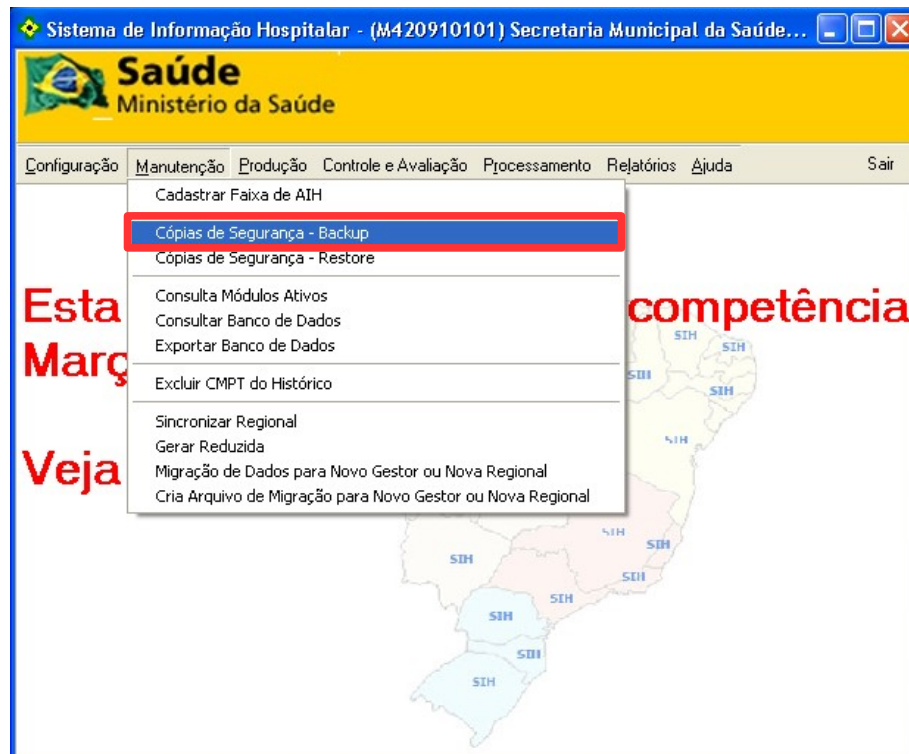 Sistema de Informação Hospitalar - (M420910101) Secretaria Municipal da Saúde...
Saúde
Ministério da Saúde
Configuração Manutenção Produção Controle e Avaliação Processamento Relatórios Ajuda Sair
Cadastrar Faixa de AIH
Cópias de Segurança - Backup
Cópias de Segurança - Restore
Consulta Módulos Ativos
Consultar Banco de Dados
Exportar Banco de Dados
Excluir CMPT do Histórico
Sincronizar Regional
Gerar Reduzida
Migração de Dados para Novo Gestor ou Nova Regional
Cria Arquivo de Migração para Novo Gestor ou Nova Regional
Esta competência
Març
Veja
SIH
SIH
SIH
SIH
SIH
SIH
SIH
SIH
SIH
SIH
SIH
SIH
SIH